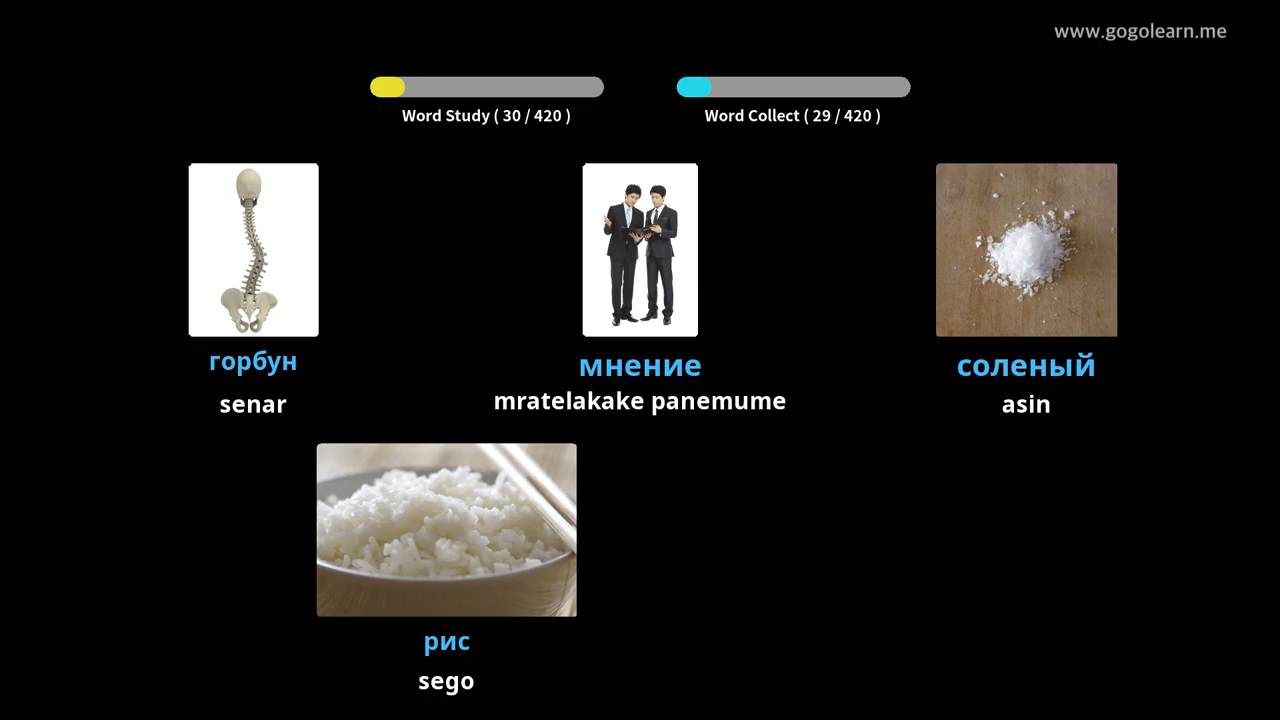 www.gogolearn.me
Word Study ( 30 / 420 )
Word Collect ( 29 / 420 )
горбун
senar
мнение
mratelakake panemume
соленый
asin
рис
sego